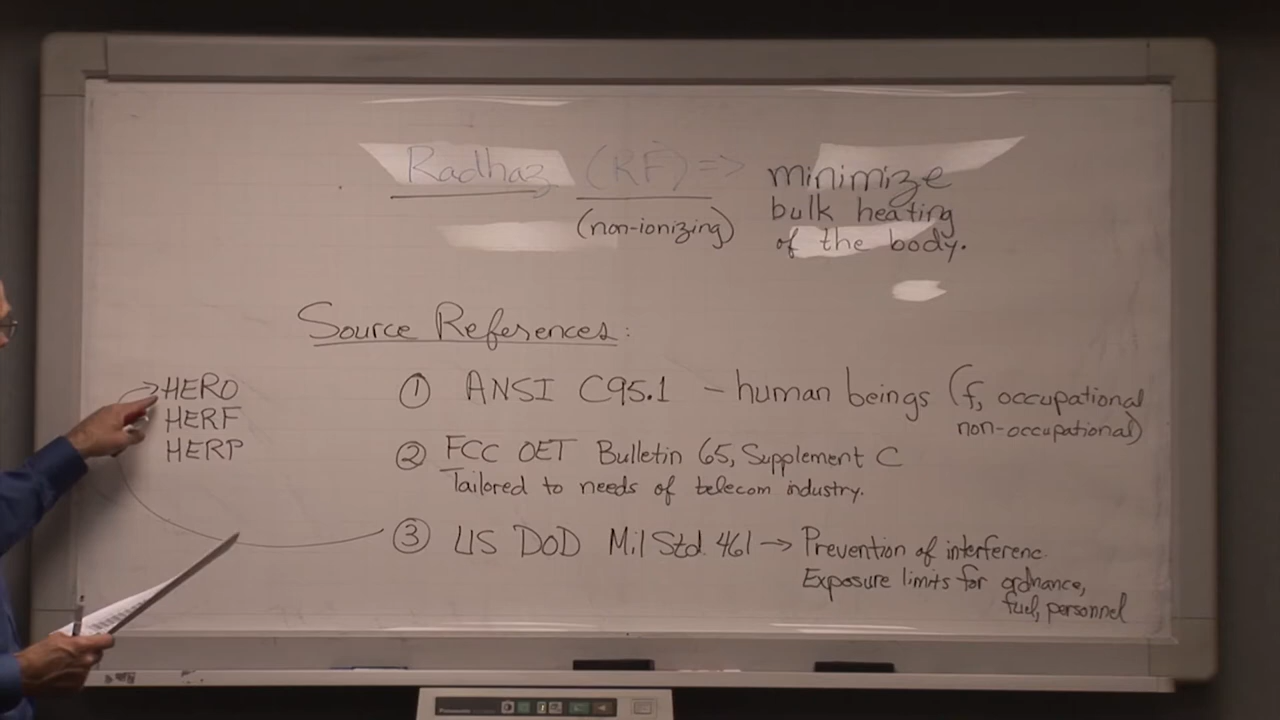 Radhaz (RF) => minimize
(non-ionizing) bulk heating
of the body.
Source References:
HERO
HERF
HERP
① ANSI C95.1 – human beings (f, occupational
non-occupational)
② FCC OET Bulletin 65, Supplement C
Tailored to needs of telecom industry.
③ US DoD Mil Std. 461 → Prevention of interferenc
Exposure limits for ordnance,
fuel, personnel
Panasonic